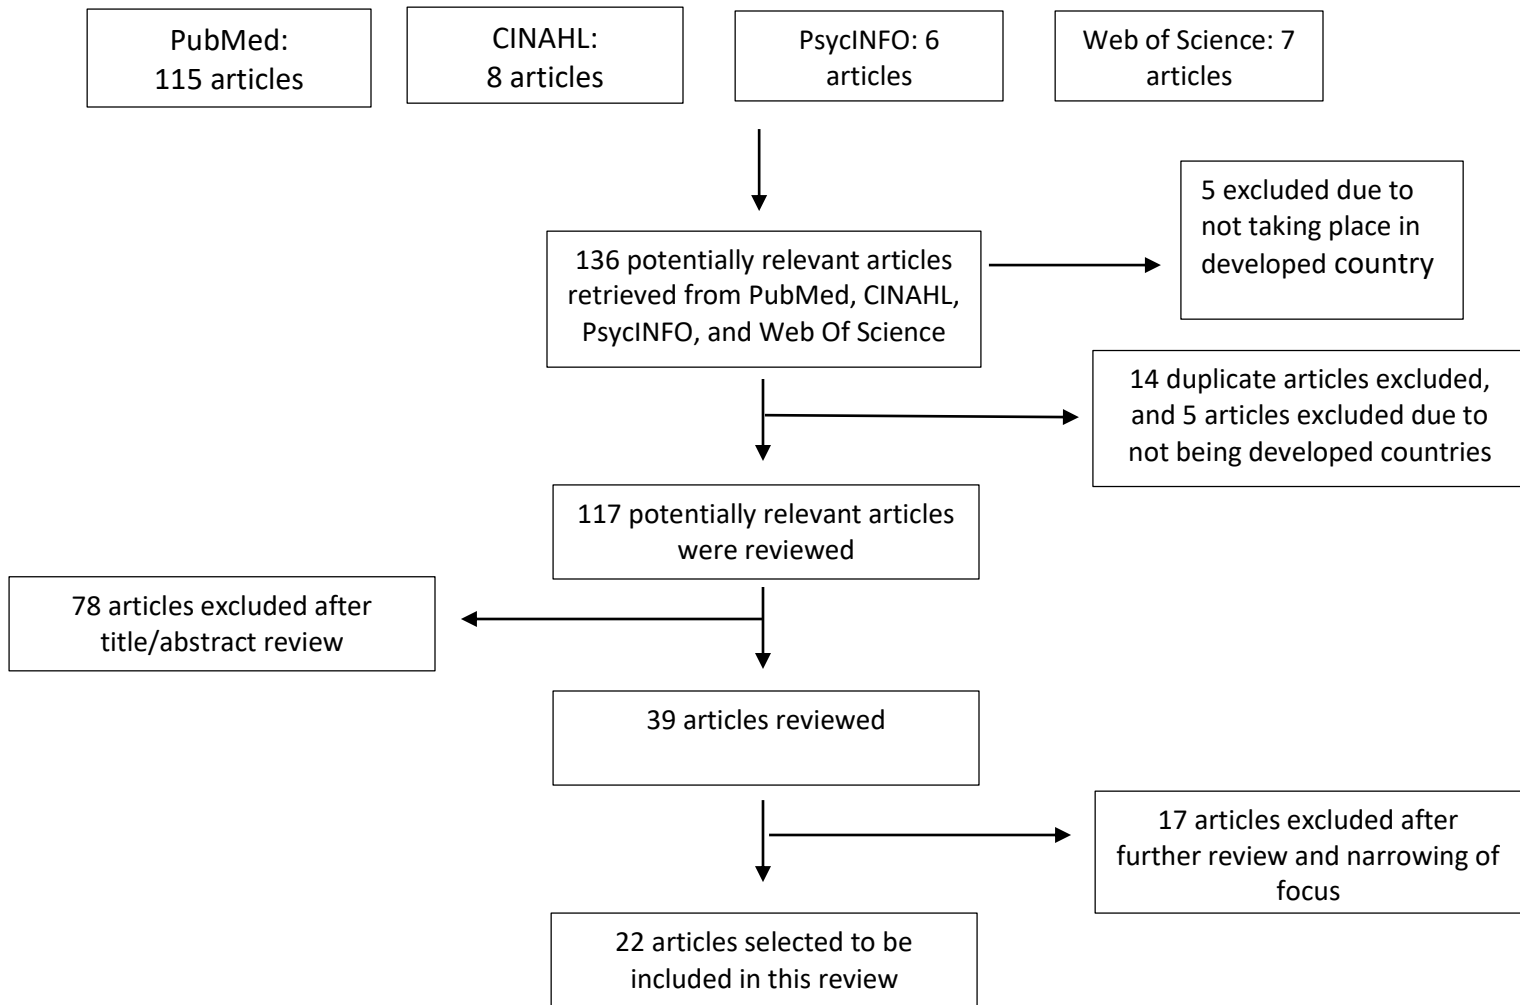 PubMed:
115 articles
CINAHL:
8 articles
PsycINFO: 6
articles
Web of Science: 7
articles
136 potentially relevant articles
retrieved from PubMed, CINAHL,
PsycINFO, and Web Of Science
5 excluded due to
not taking place in
developed country
14 duplicate articles excluded,
and 5 articles excluded due to
not being developed countries
117 potentially relevant articles
were reviewed
78 articles excluded after
title/abstract review
39 articles reviewed
17 articles excluded after
further review and narrowing of
focus
22 articles selected to be
included in this review